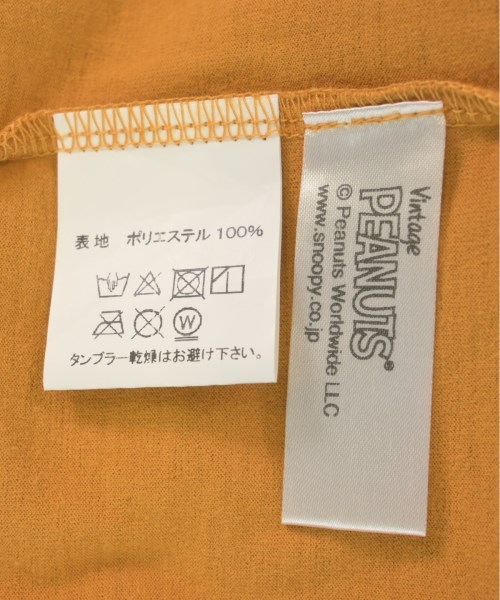 表地 ポリエステル 100%
W
タンブラー乾燥はお避け下さい。
Vintage
PEANUTS®
© Peanuts Worldwide LLC
www.snoopy.co.jp